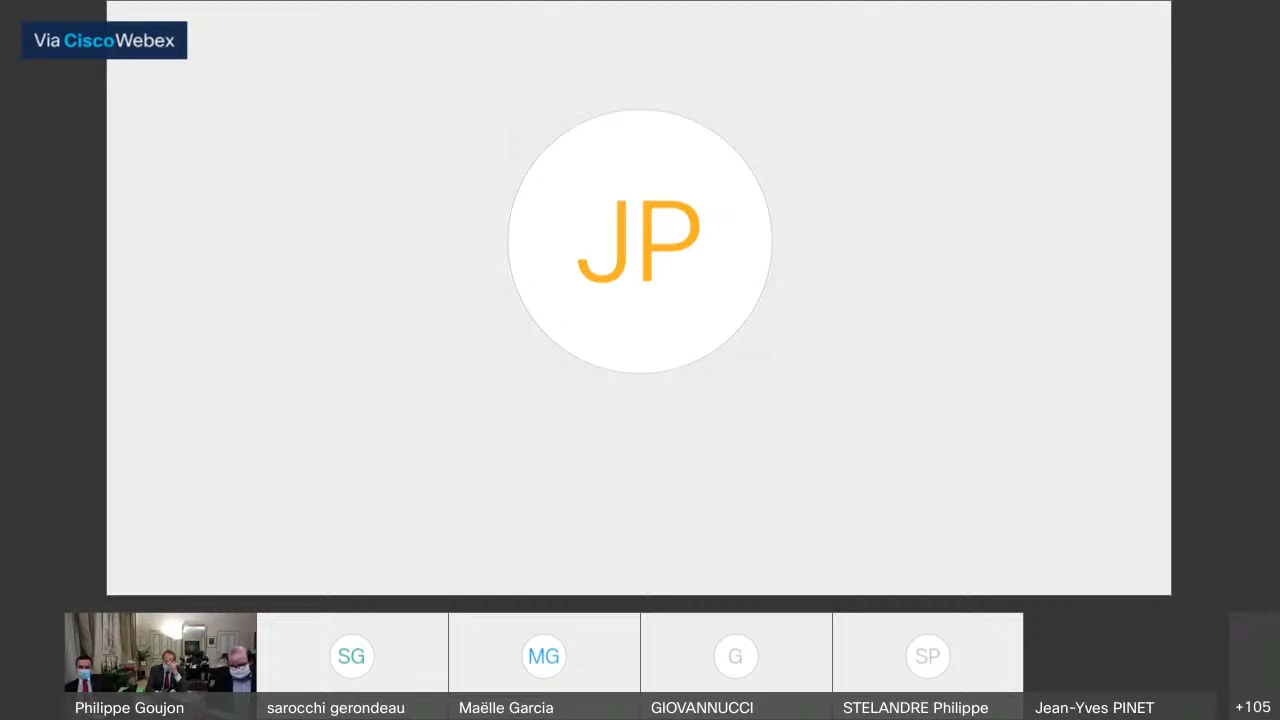 Via CiscoWebex
JP
SG
MG
G
SP
Philippe Goujon
sarocchi gerondeau
Maëlle Garcia
GIOVANNUCCI
STELANDRE Philippe
Jean-Yves PINET
+105